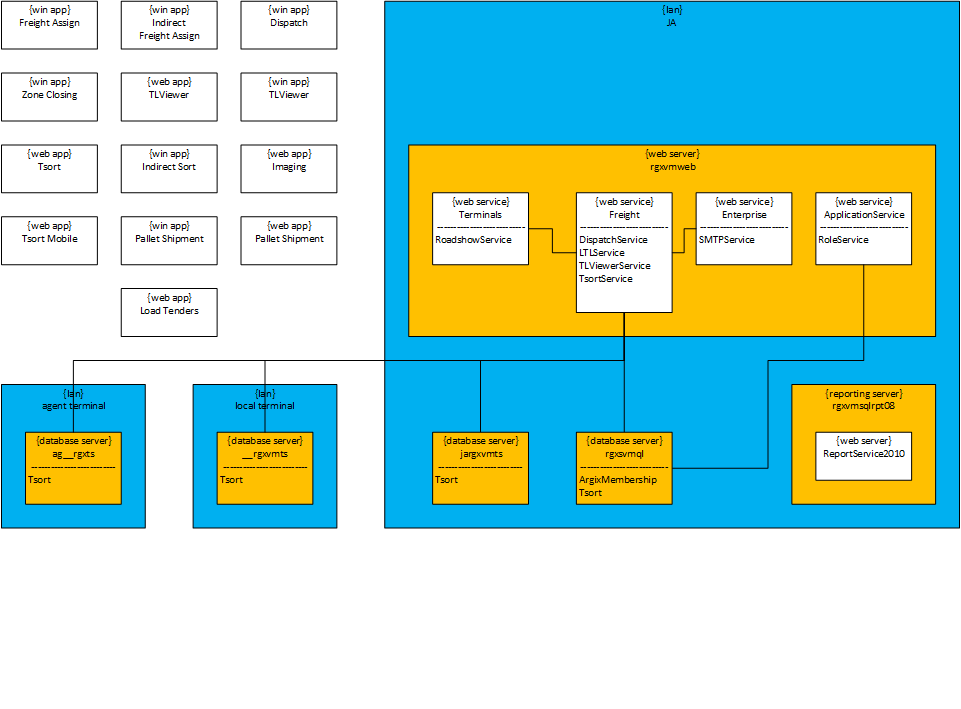 {win app}
Freight Assign
{win app}
Indirect
Freight Assign
{win app}
Dispatch
{lan}
JA
{win app}
Zone Closing
{web app}
TLViewer
{win app}
TLViewer
{web app}
Tsort
{win app}
Indirect Sort
{web app}
Imaging
{web app}
Tsort Mobile
{win app}
Pallet Shipment
{web app}
Pallet Shipment
{web app}
Load Tenders
{web server}
rgxvmweb
{web service}
Terminals
RoadshowService
{web service}
Freight
DispatchService
LTLService
TLViewerService
TsortService
{web service}
Enterprise
SMTPService
{web service}
ApplicationService
RoleService
{lan}
agent terminal
{database server}
ag__rgxts
Tsort
{lan}
local terminal
{database server}
__rgxvmts
Tsort
{database server}
jargxvmts
Tsort
{database server}
rgxsvmql
ArgixMembership
Tsort
{reporting server}
rgxvmsqlrpt08
{web server}
ReportService2010